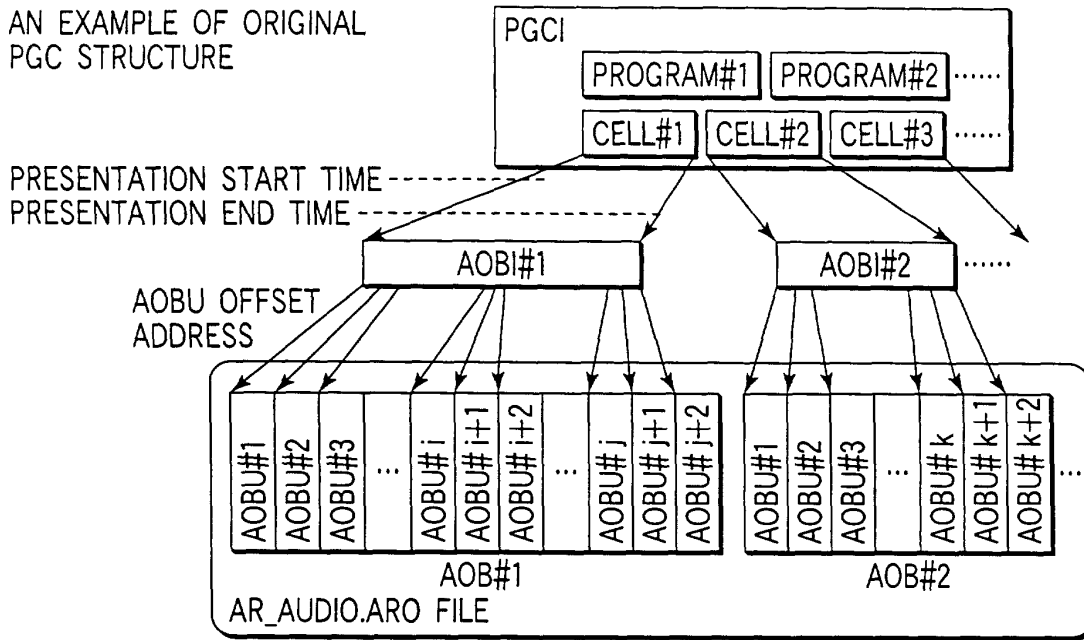 AN EXAMPLE OF ORIGINAL
PGC STRUCTURE
PGCI
PROGRAM#1 PROGRAM#2 ......
CELL#1 CELL#2 CELL#3 ......
PRESENTATION START TIME
PRESENTATION END TIME
AOBI#1 AOBI#2 ......
AOBU OFFSET
ADDRESS
AOBU#1 AOBU#2 AOBU#3 ... AOBU#i AOBU#i+1 AOBU#i+2 ... AOBU#j AOBU#j+1 AOBU#j+2 AOBU#1 AOBU#2 AOBU#3 ... AOBU#k AOBU#k+1 AOBU#k+2 ...
AOB#1 AOB#2
AR_AUDIO.ARO FILE